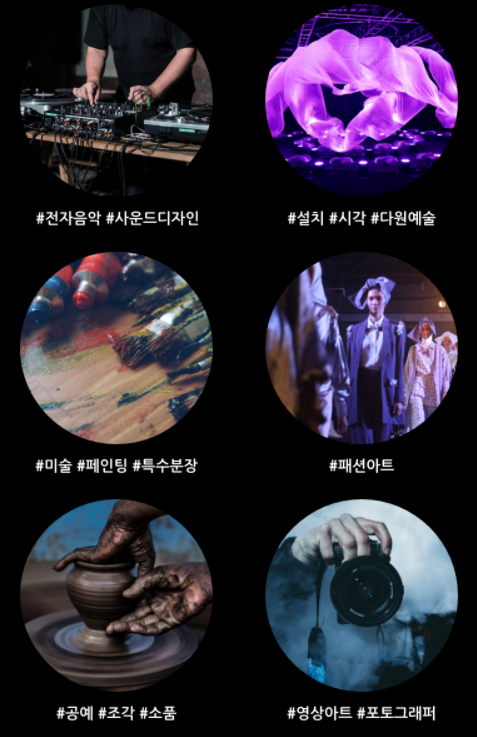 #전자음악 #사운드디자인
#설치 #시각 #다원예술
#미술 #페인팅 #특수분장
#패션아트
#공예 #조각 #소품
#영상아트 #포토그래퍼